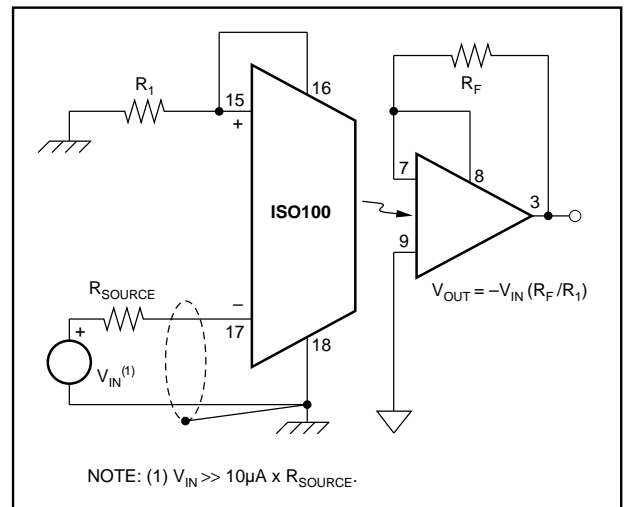 R1
15
+
16
ISO100
RF
7
8
3
9
VOUT = –VIN (RF /R1)
RSOURCE
–
17
18
+
VIN(1)
NOTE: (1) VIN >> 10µA x RSOURCE.